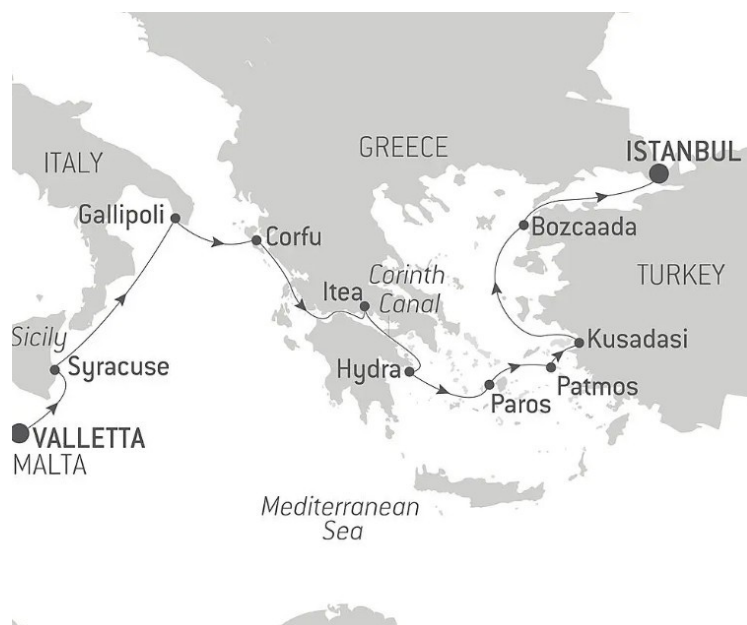 GREECE
ISTANBUL
ITALY
Gallipoli
Bozcaada
Corfu
Corinth
Canal
TURKEY
Itea
Sicily
Kusadasi
Syracuse
Hydra
Patmos
Paros
VALLETTA
MALTA
Mediterranean
Sea